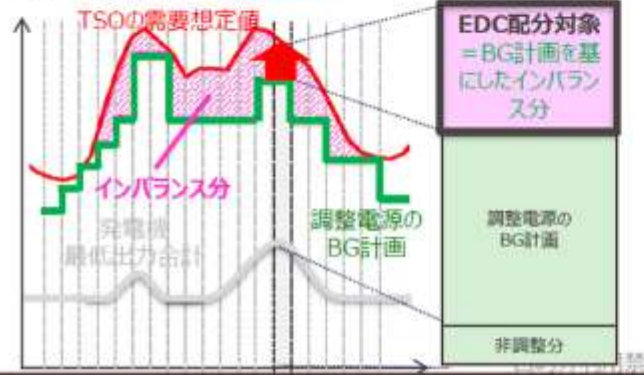 TSOの需要想定値
インバランス分
発電機
最低出力合計
調整電源の
BG計画
EDC配分対象
＝BG計画を基
にしたインバラン
ス分
調整電源の
BG計画
非調整分